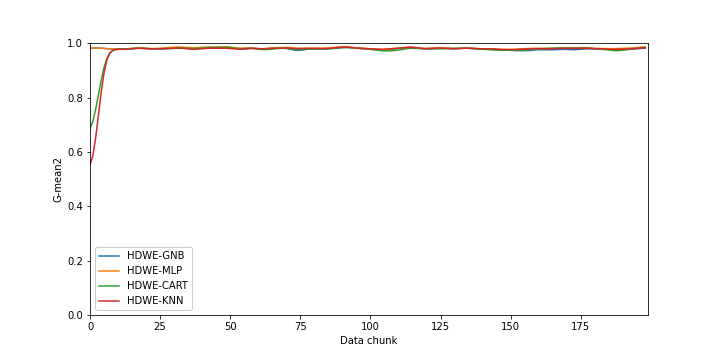 1.0
0.8
0.6
0.4
0.2
0.0
G-mean2
HDWE-GNB
HDWE-MLP
HDWE-CART
HDWE-KNN
0 25 50 75 100 125 150 175
Data chunk